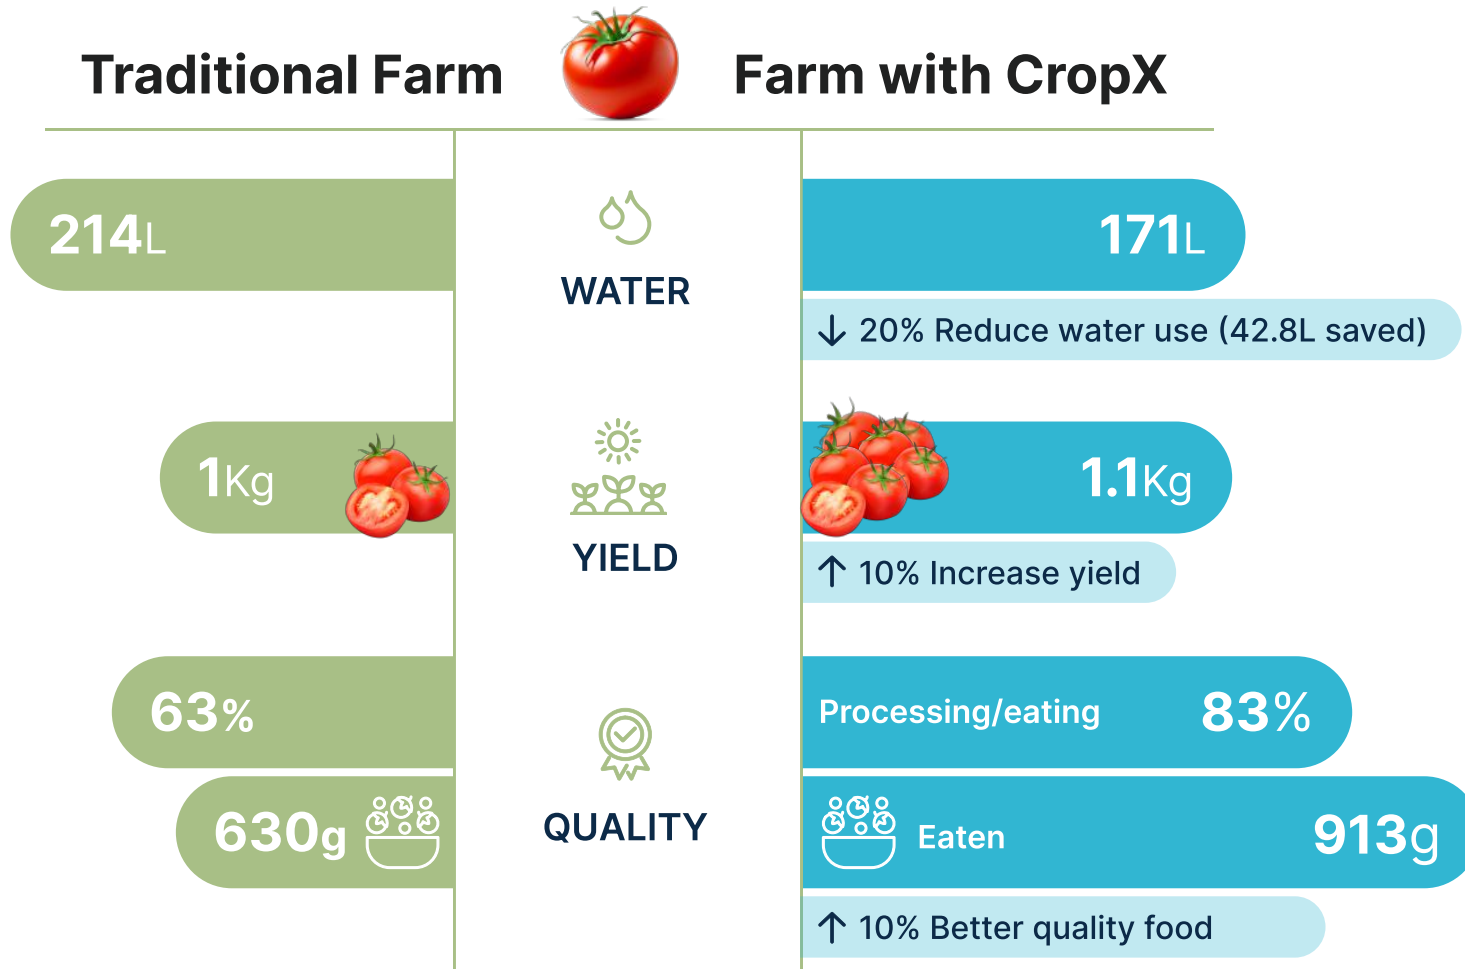 Traditional Farm
Farm with CropX
214L
WATER
171L
↓ 20% Reduce water use (42.8L saved)
1Kg
YIELD
1.1Kg
↑ 10% Increase yield
63%
Processing/eating 83%
630g
QUALITY
Eaten 913g
↑ 10% Better quality food